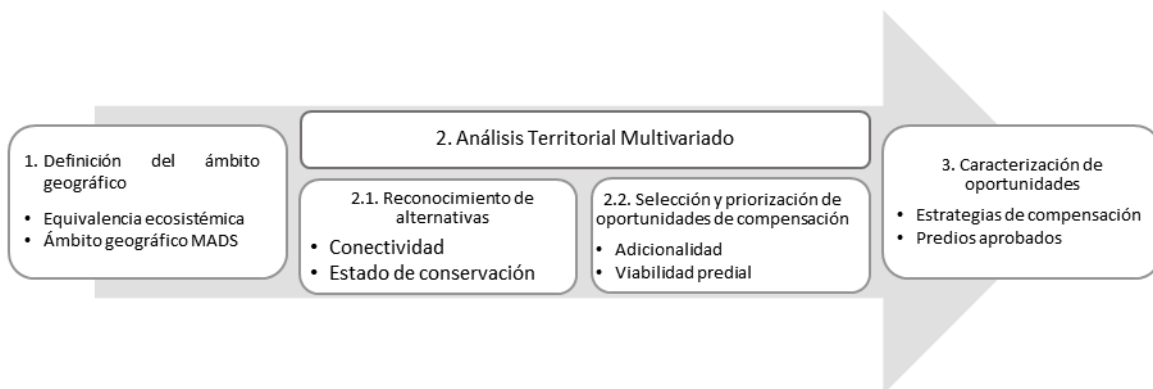 1. Definición del ámbito
geográfico
• Equivalencia ecosistémica
• Ámbito geográfico MADS
2. Análisis Territorial Multivariado
2.1. Reconocimiento de
alternativas
• Conectividad
• Estado de conservación
2.2. Selección y priorización de
oportunidades de compensación
• Adicionalidad
• Viabilidad predial
3. Caracterización de
oportunidades
• Estrategias de compensación
• Predios aprobados